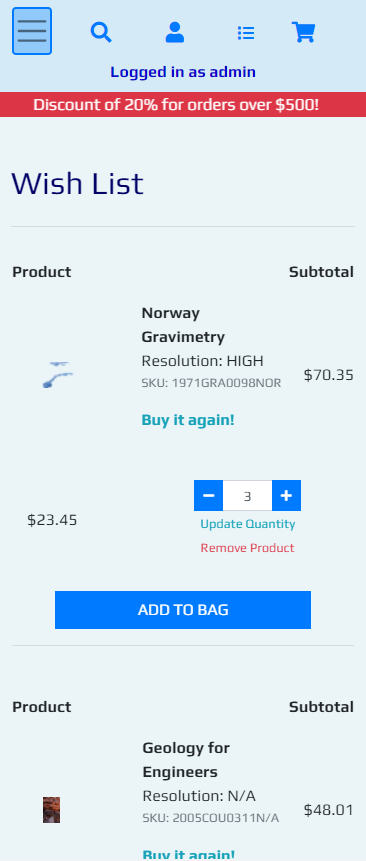 Logged in as admin
Discount of 20% for orders over $500!
Wish List
Product Subtotal
Norway
Gravimetry
Resolution: HIGH
SKU: 1971GRA0098NOR
$70.35
Buy it again!
$23.45
3
Update Quantity
Remove Product
ADD TO BAG
Product Subtotal
Geology for
Engineers
Resolution: N/A
SKU: 2005COU0311N/A
$48.01
Buy it again!